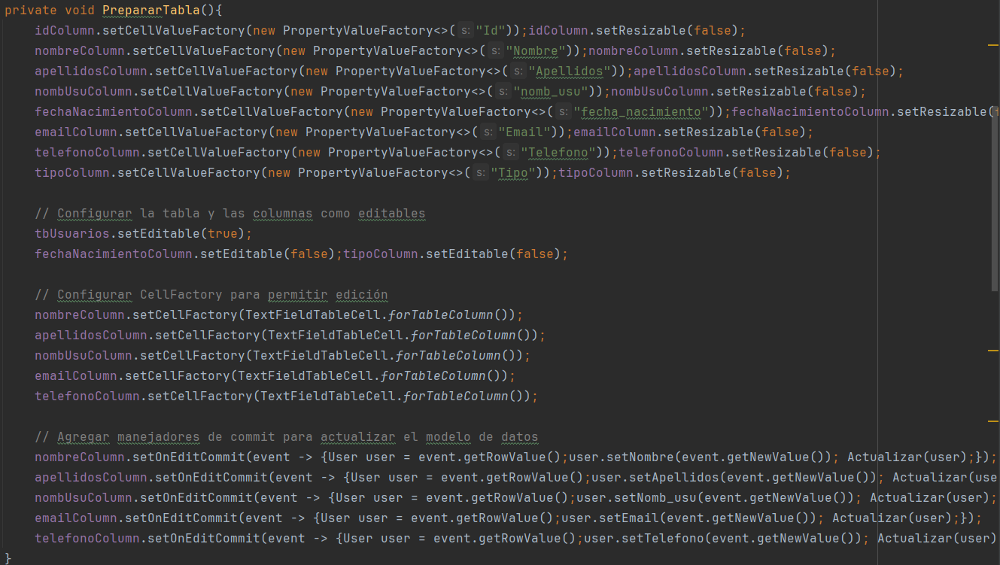 private void PrepararTabla(){
idColumn.setCellValueFactory(new PropertyValueFactory<>( s: "Id"));idColumn.setResizable(false);
nombreColumn.setCellValueFactory(new PropertyValueFactory<>( s: "Nombre"));nombreColumn.setResizable(false);
apellidosColumn.setCellValueFactory(new PropertyValueFactory<>( s: "Apellidos"));apellidosColumn.setResizable(false);
nombUsuColumn.setCellValueFactory(new PropertyValueFactory<>( s: "nomb_usu"));nombUsuColumn.setResizable(false);
fechaNacimientoColumn.setCellValueFactory(new PropertyValueFactory<>( s: "fecha_nacimiento"));fechaNacimientoColumn.setResizable(
emailColumn.setCellValueFactory(new PropertyValueFactory<>( s: "Email"));emailColumn.setResizable(false);
telefonoColumn.setCellValueFactory(new PropertyValueFactory<>( s: "Telefono"));telefonoColumn.setResizable(false);
tipoColumn.setCellValueFactory(new PropertyValueFactory<>( s: "Tipo"));tipoColumn.setResizable(false);
// Configurar la tabla y las columnas como editables
tbUsuarios.setEditable(true);
fechaNacimientoColumn.setEditable(false);tipoColumn.setEditable(false);
// Configurar CellFactory para permitir edición
nombreColumn.setCellFactory(TextFieldTableCell.forTableColumn());
apellidosColumn.setCellFactory(TextFieldTableCell.forTableColumn());
nombUsuColumn.setCellFactory(TextFieldTableCell.forTableColumn());
emailColumn.setCellFactory(TextFieldTableCell.forTableColumn());
telefonoColumn.setCellFactory(TextFieldTableCell.forTableColumn());
// Agregar manejadores de commit para actualizar el modelo de datos
nombreColumn.setOnEditCommit(event -> {User user = event.getRowValue();user.setNombre(event.getNewValue()); Actualizar(user);});
apellidosColumn.setOnEditCommit(event -> {User user = event.getRowValue();user.setApellidos(event.getNewValue()); Actualizar(use
nombUsuColumn.setOnEditCommit(event -> {User user = event.getRowValue();user.setNomb_usu(event.getNewValue()); Actualizar(user);
emailColumn.setOnEditCommit(event -> {User user = event.getRowValue();user.setEmail(event.getNewValue()); Actualizar(user);});
telefonoColumn.setOnEditCommit(event -> {User user = event.getRowValue();user.setTelefono(event.getNewValue()); Actualizar(user)
}